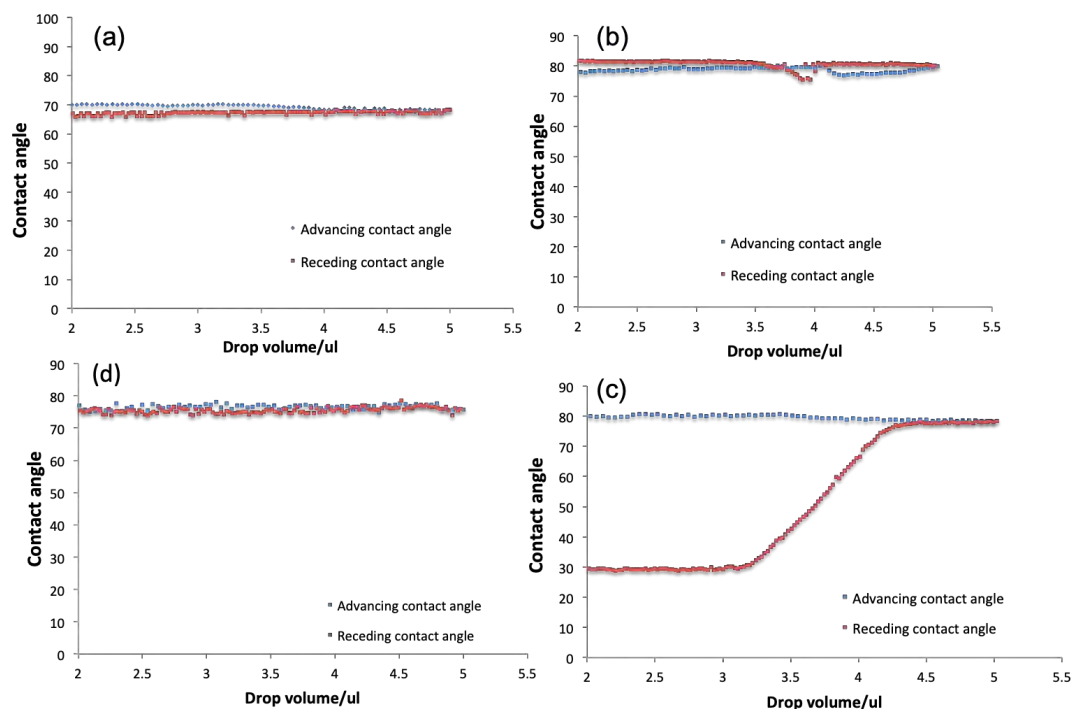 (a)
100
90
80
70
60
50
40
30
20
10
0
Contact angle
Advancing contact angle
Receding contact angle
2 2.5 3 3.5 4 4.5 5 5.5
Drop volume/ul
(b)
90
80
70
60
50
40
30
20
10
0
Contact angle
Advancing contact angle
Receding contact angle
2 2.5 3 3.5 4 4.5 5 5.5
Drop volume/ul
(d)
90
80
70
60
50
40
30
20
10
0
Contact angle
Advancing contact angle
Receding contact angle
2 2.5 3 3.5 4 4.5 5 5.5
Drop volume/ul
(c)
90
80
70
60
50
40
30
20
10
0
Contact angle
Advancing contact angle
Receding contact angle
2 2.5 3 3.5 4 4.5 5 5.5
Drop volume/ul